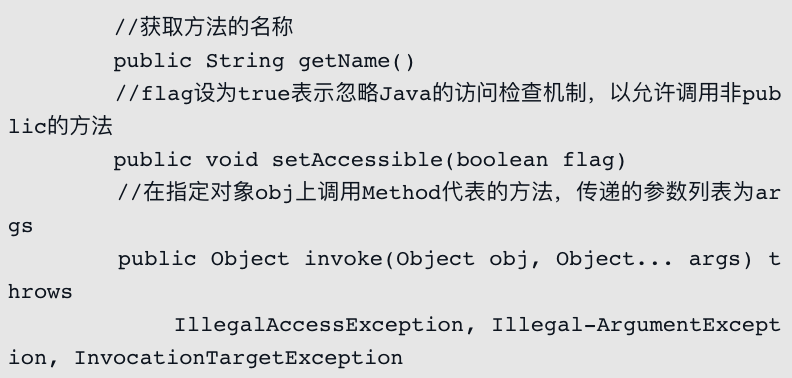 //获取方法的名称
public String getName()
//flag设为true表示忽略Java的访问检查机制，以允许调用非pub
lic的方法
public void setAccessible(boolean flag)
//在指定对象obj上调用Method代表的方法，传递的参数列表为ar
gs
public Object invoke(Object obj, Object... args) t
hrows
IllegalAccessException, Illegal-ArgumentExcept
ion, InvocationTargetException